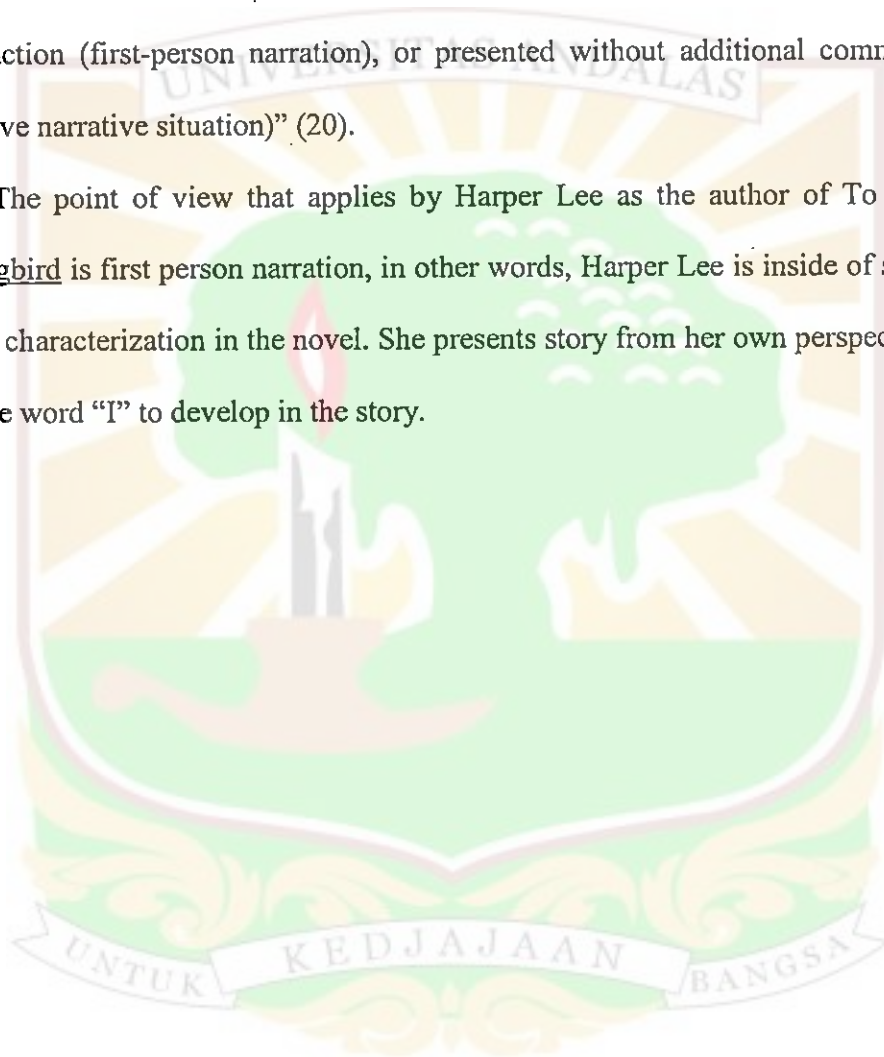 UNIVERSITAS ANDALAS
ction (first-person narration), or presented without additional comm
ve narrative situation)” (20).
The point of view that applies by Harper Lee as the author of To
gbird is first person narration, in other words, Harper Lee is inside of s
characterization in the novel. She presents story from her own perspec
e word “I” to develop in the story.
UNTUK KEDJAJAAN BANGSA